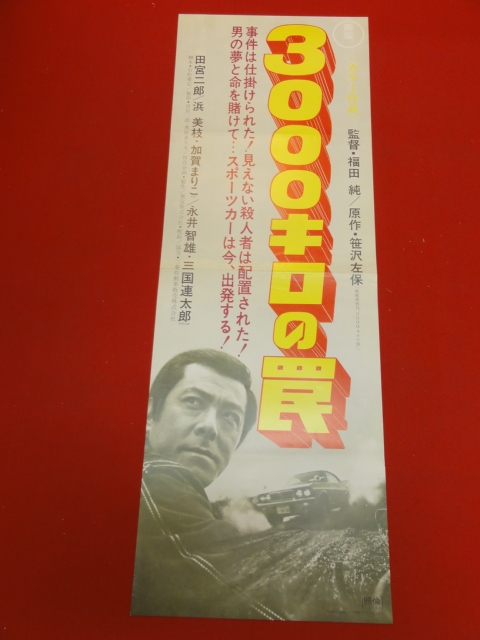 監督・福田 純/原作・笹沢左保
3000キロの罠
事件は仕掛けられた!見えない殺人者は配置された!
男の夢と命を賭けて…スポーツカーは今、出発する!
田宮二郎/浜 美枝・加賀まりこ/永井智雄・三国連太郎